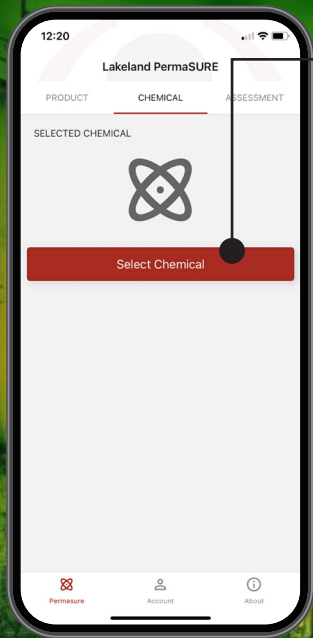 12:20
Lakeland PermaSURE
PRODUCT CHEMICAL ASSESSMENT
SELECTED CHEMICAL
Select Chemical
Permasure Account About